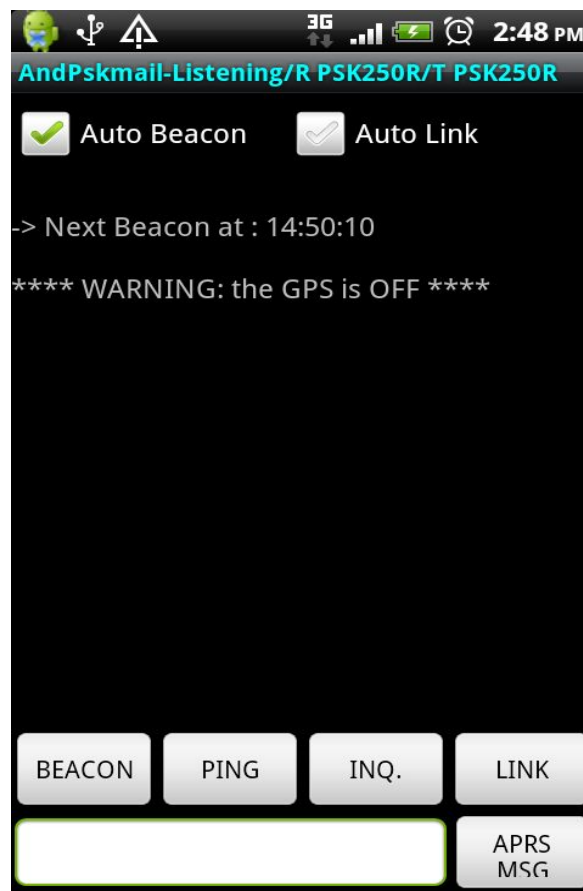 3G 2:48 PM
AndPskmail-Listening/R PSK250R/T PSK250R
Auto Beacon Auto Link
-> Next Beacon at : 14:50:10
**** WARNING: the GPS is OFF ****
BEACON PING INQ. LINK
APRS
MSG